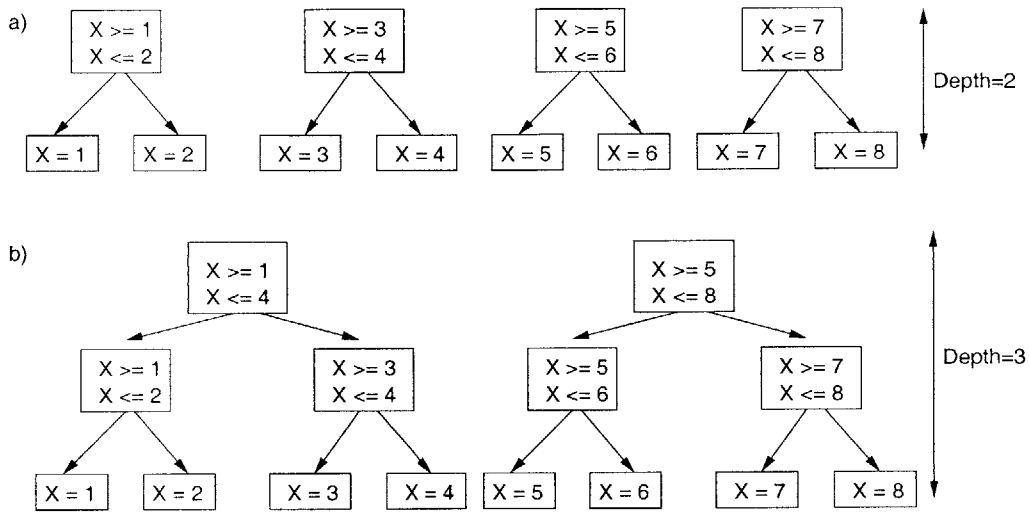 a)
X >= 1
X <= 2
X >= 3
X <= 4
X >= 5
X <= 6
X >= 7
X <= 8
Depth=2
X = 1
X = 2
X = 3
X = 4
X = 5
X = 6
X = 7
X = 8
b)
X >= 1
X <= 4
X >= 5
X <= 8
Depth=3
X >= 1
X <= 2
X >= 3
X <= 4
X >= 5
X <= 6
X >= 7
X <= 8
X = 1
X = 2
X = 3
X = 4
X = 5
X = 6
X = 7
X = 8